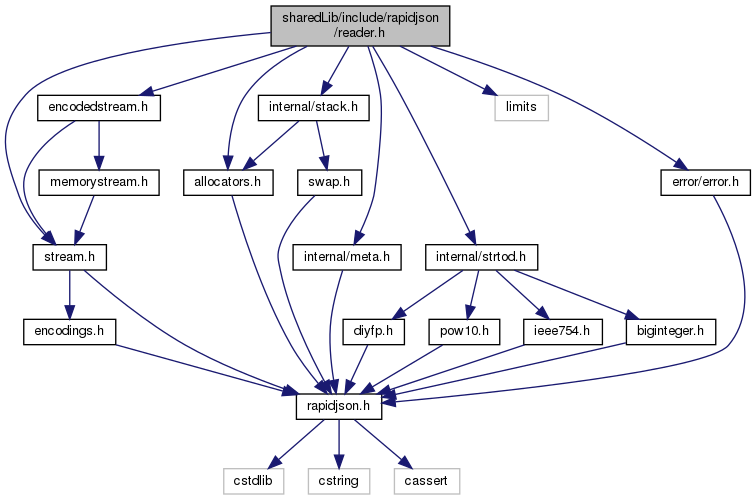 sharedLib/include/rapidjson
/reader.h
encodedstream.h
internal/stack.h
limits
memorystream.h
allocators.h
swap.h
error/error.h
stream.h
internal/meta.h
internal/strtod.h
encodings.h
diyfp.h
pow10.h
ieee754.h
biginteger.h
rapidjson.h
cstdlib
cstring
cassert